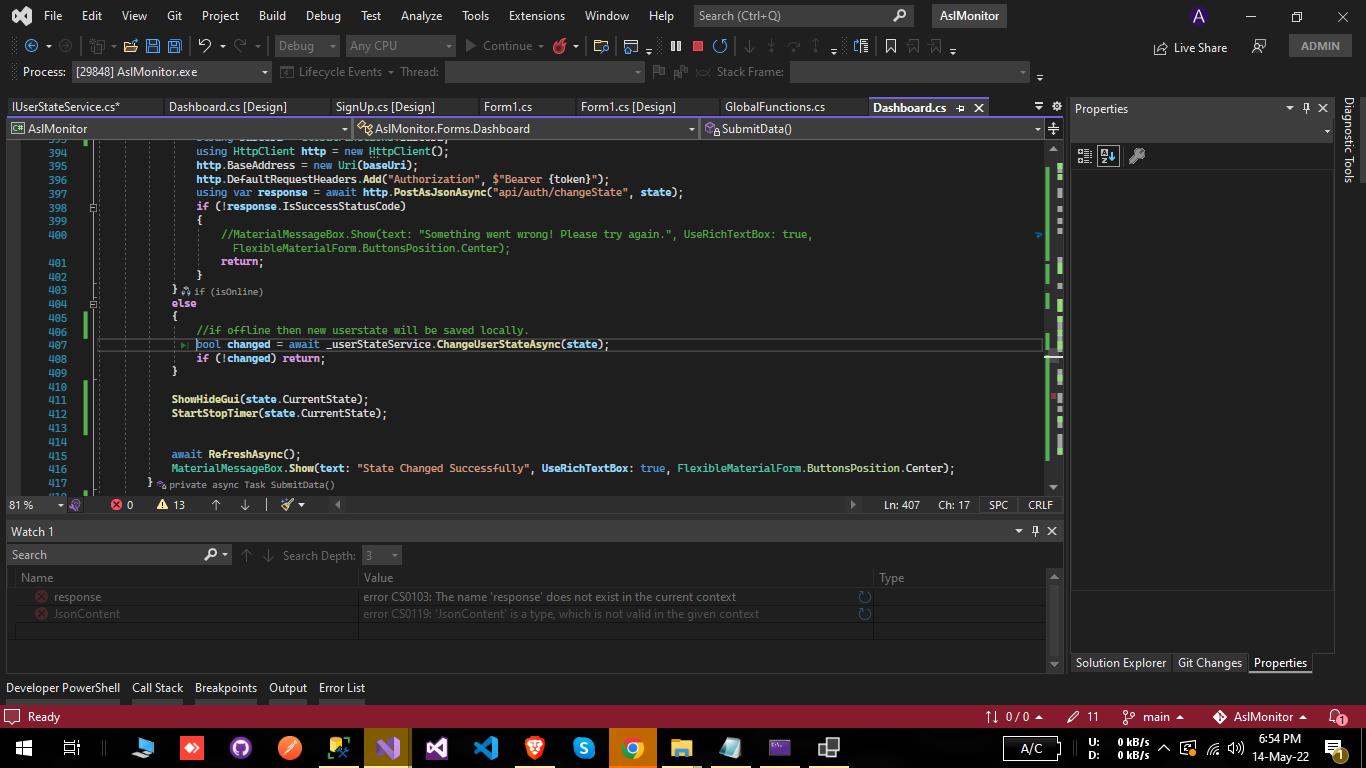 File Edit View Git Project Build Debug Test Analyze Tools Extensions Window Help Search (Ctrl+Q) AslMonitor A
Debug Any CPU Continue Live Share ADMIN
Process: [29848] AslMonitor.exe Lifecycle Events Thread: Stack Frame:
IUserStateService.cs* Dashboard.cs [Design] SignUp.cs [Design] Form1.cs Form1.cs [Design] GlobalFunctions.cs Dashboard.cs
AslMonitor AslMonitor.Forms.Dashboard SubmitData()
394 using HttpClient http = new HttpClient();
395 http.BaseAddress = new Uri(baseUri);
396 http.DefaultRequestHeaders.Add("Authorization", $"Bearer {token}");
397 using var response = await http.PostAsJsonAsync("api/auth/changeState", state);
398 if (!response.IsSuccessStatusCode)
399 {
400 //MaterialMessageBox.Show(text: "Something went wrong! Please try again.", UseRichTextBox: true,
FlexibleMaterialForm.ButtonsPosition.Center);
401 return;
402 }
403 } if (isOnline)
404 else
405 {
406 //if offline then new userstate will be saved locally.
407 bool changed = await _userStateService.ChangeUserStateAsync(state);
408 if (!changed) return;
409 }
410
411 ShowHideGui(state.CurrentState);
412 StartStopTimer(state.CurrentState);
413
414
415 await RefreshAsync();
416 MaterialMessageBox.Show(text: "State Changed Successfully", UseRichTextBox: true, FlexibleMaterialForm.ButtonsPosition.Center);
417 } private async Task SubmitData()
81 % 0 13 Ln: 407 Ch: 17 SPC CRLF
Watch 1
Search Search Depth: 3
Name Value Type
response error CS0103: The name 'response' does not exist in the current context
JsonContent error CS0119: 'JsonContent' is a type, which is not valid in the given context
Properties
Diagnostic Tools
Solution Explorer Git Changes Properties
Developer PowerShell Call Stack Breakpoints Output Error List
Ready 0 / 0 11 main AslMonitor 1
A/C U: 0 kB/s D: 0 kB/s 6:54 PM 14-May-22 1